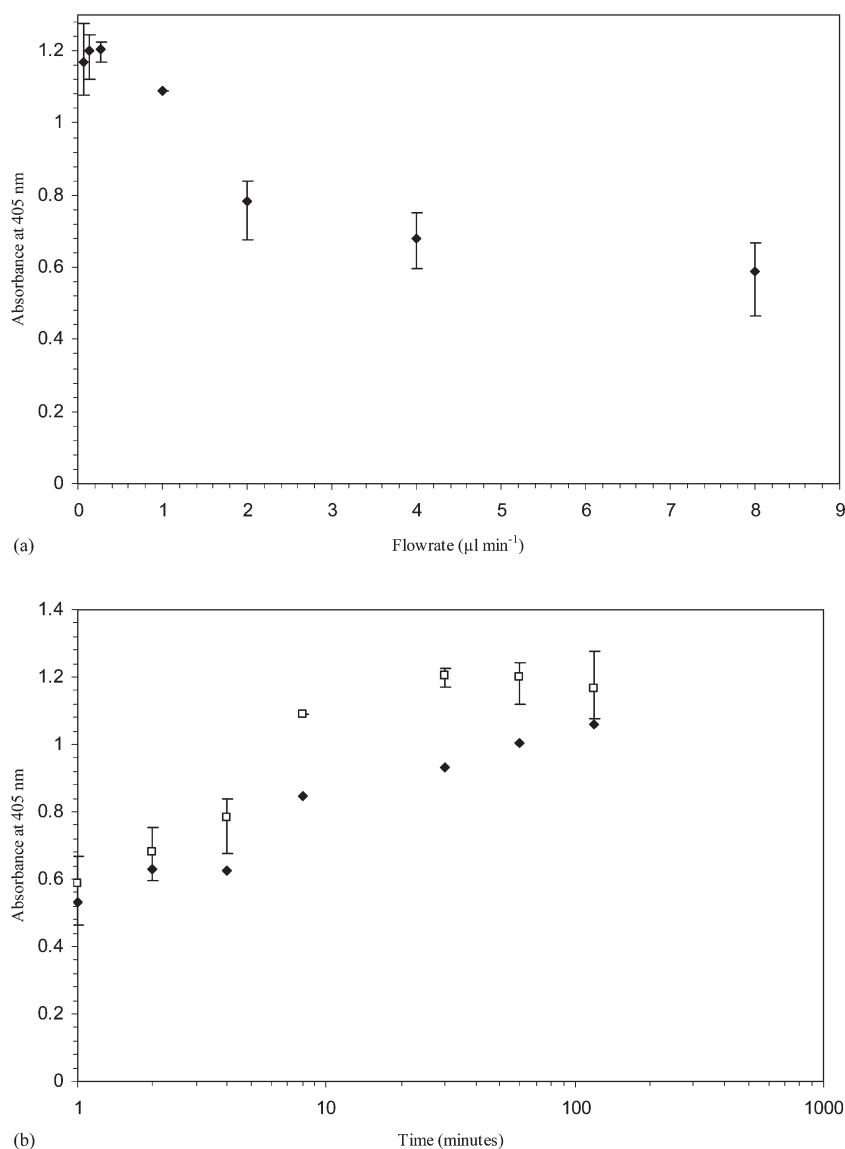 1.2
1
0.8
0.6
0.4
0.2
0
Absorbance at 405 nm
0 1 2 3 4 5 6 7 8 9
(a) Flowrate (µl min-1)
1.4
1.2
1
0.8
0.6
0.4
0.2
0
Absorbance at 405 nm
1 10 100 1000
(b) Time (minutes)